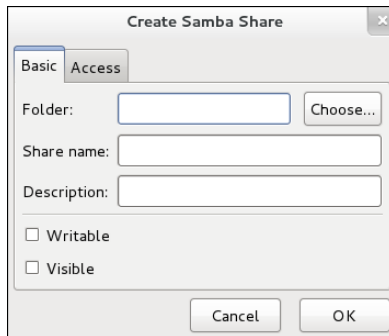 Create Samba Share
Basic Access
Folder: Choose...
Share name:
Description:
Writable
Visible
Cancel OK